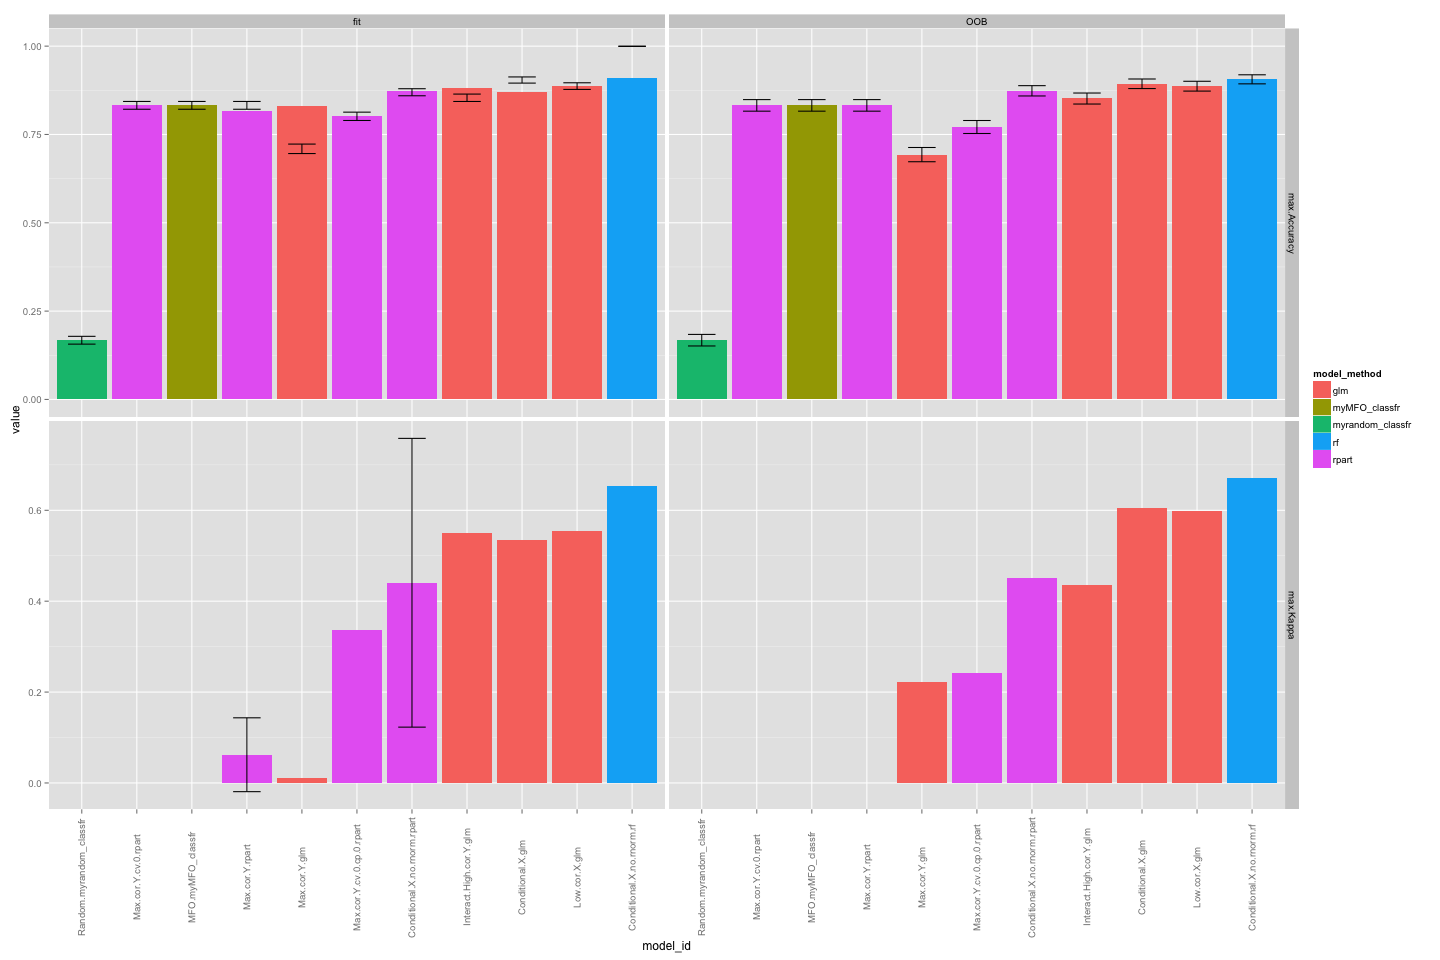 fit
OOB
1.00
0.75
0.50
0.25
0.00
max.Accuracy
value
0.6
0.4
0.2
0.0
max.Kappa
Random.myrandom_classfr
Max.cor.Y.cv.0.rpart
MFO.myMFO_classfr
Max.cor.Y.rpart
Max.cor.Y.glm
Max.cor.Y.cv.0.cp.0.rpart
Conditional.X.no.rnorm.rpart
Interact.High.cor.Y.glm
Conditional.X.glm
Low.cor.X.glm
Conditional.X.no.rnorm.rf
Random.myrandom_classfr
Max.cor.Y.cv.0.rpart
MFO.myMFO_classfr
Max.cor.Y.rpart
Max.cor.Y.glm
Max.cor.Y.cv.0.cp.0.rpart
Conditional.X.no.rnorm.rpart
Interact.High.cor.Y.glm
Conditional.X.glm
Low.cor.X.glm
Conditional.X.no.rnorm.rf
model_id
model_method
glm
myMFO_classfr
myrandom_classfr
rf
rpart